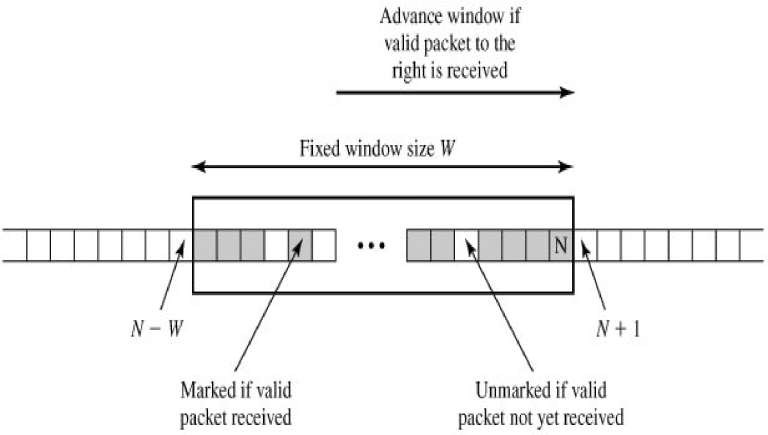 Advance window if
valid packet to the
right is received
Fixed window size W
•••
N
N – W
N + 1
Marked if valid
packet received
Unmarked if valid
packet not yet received